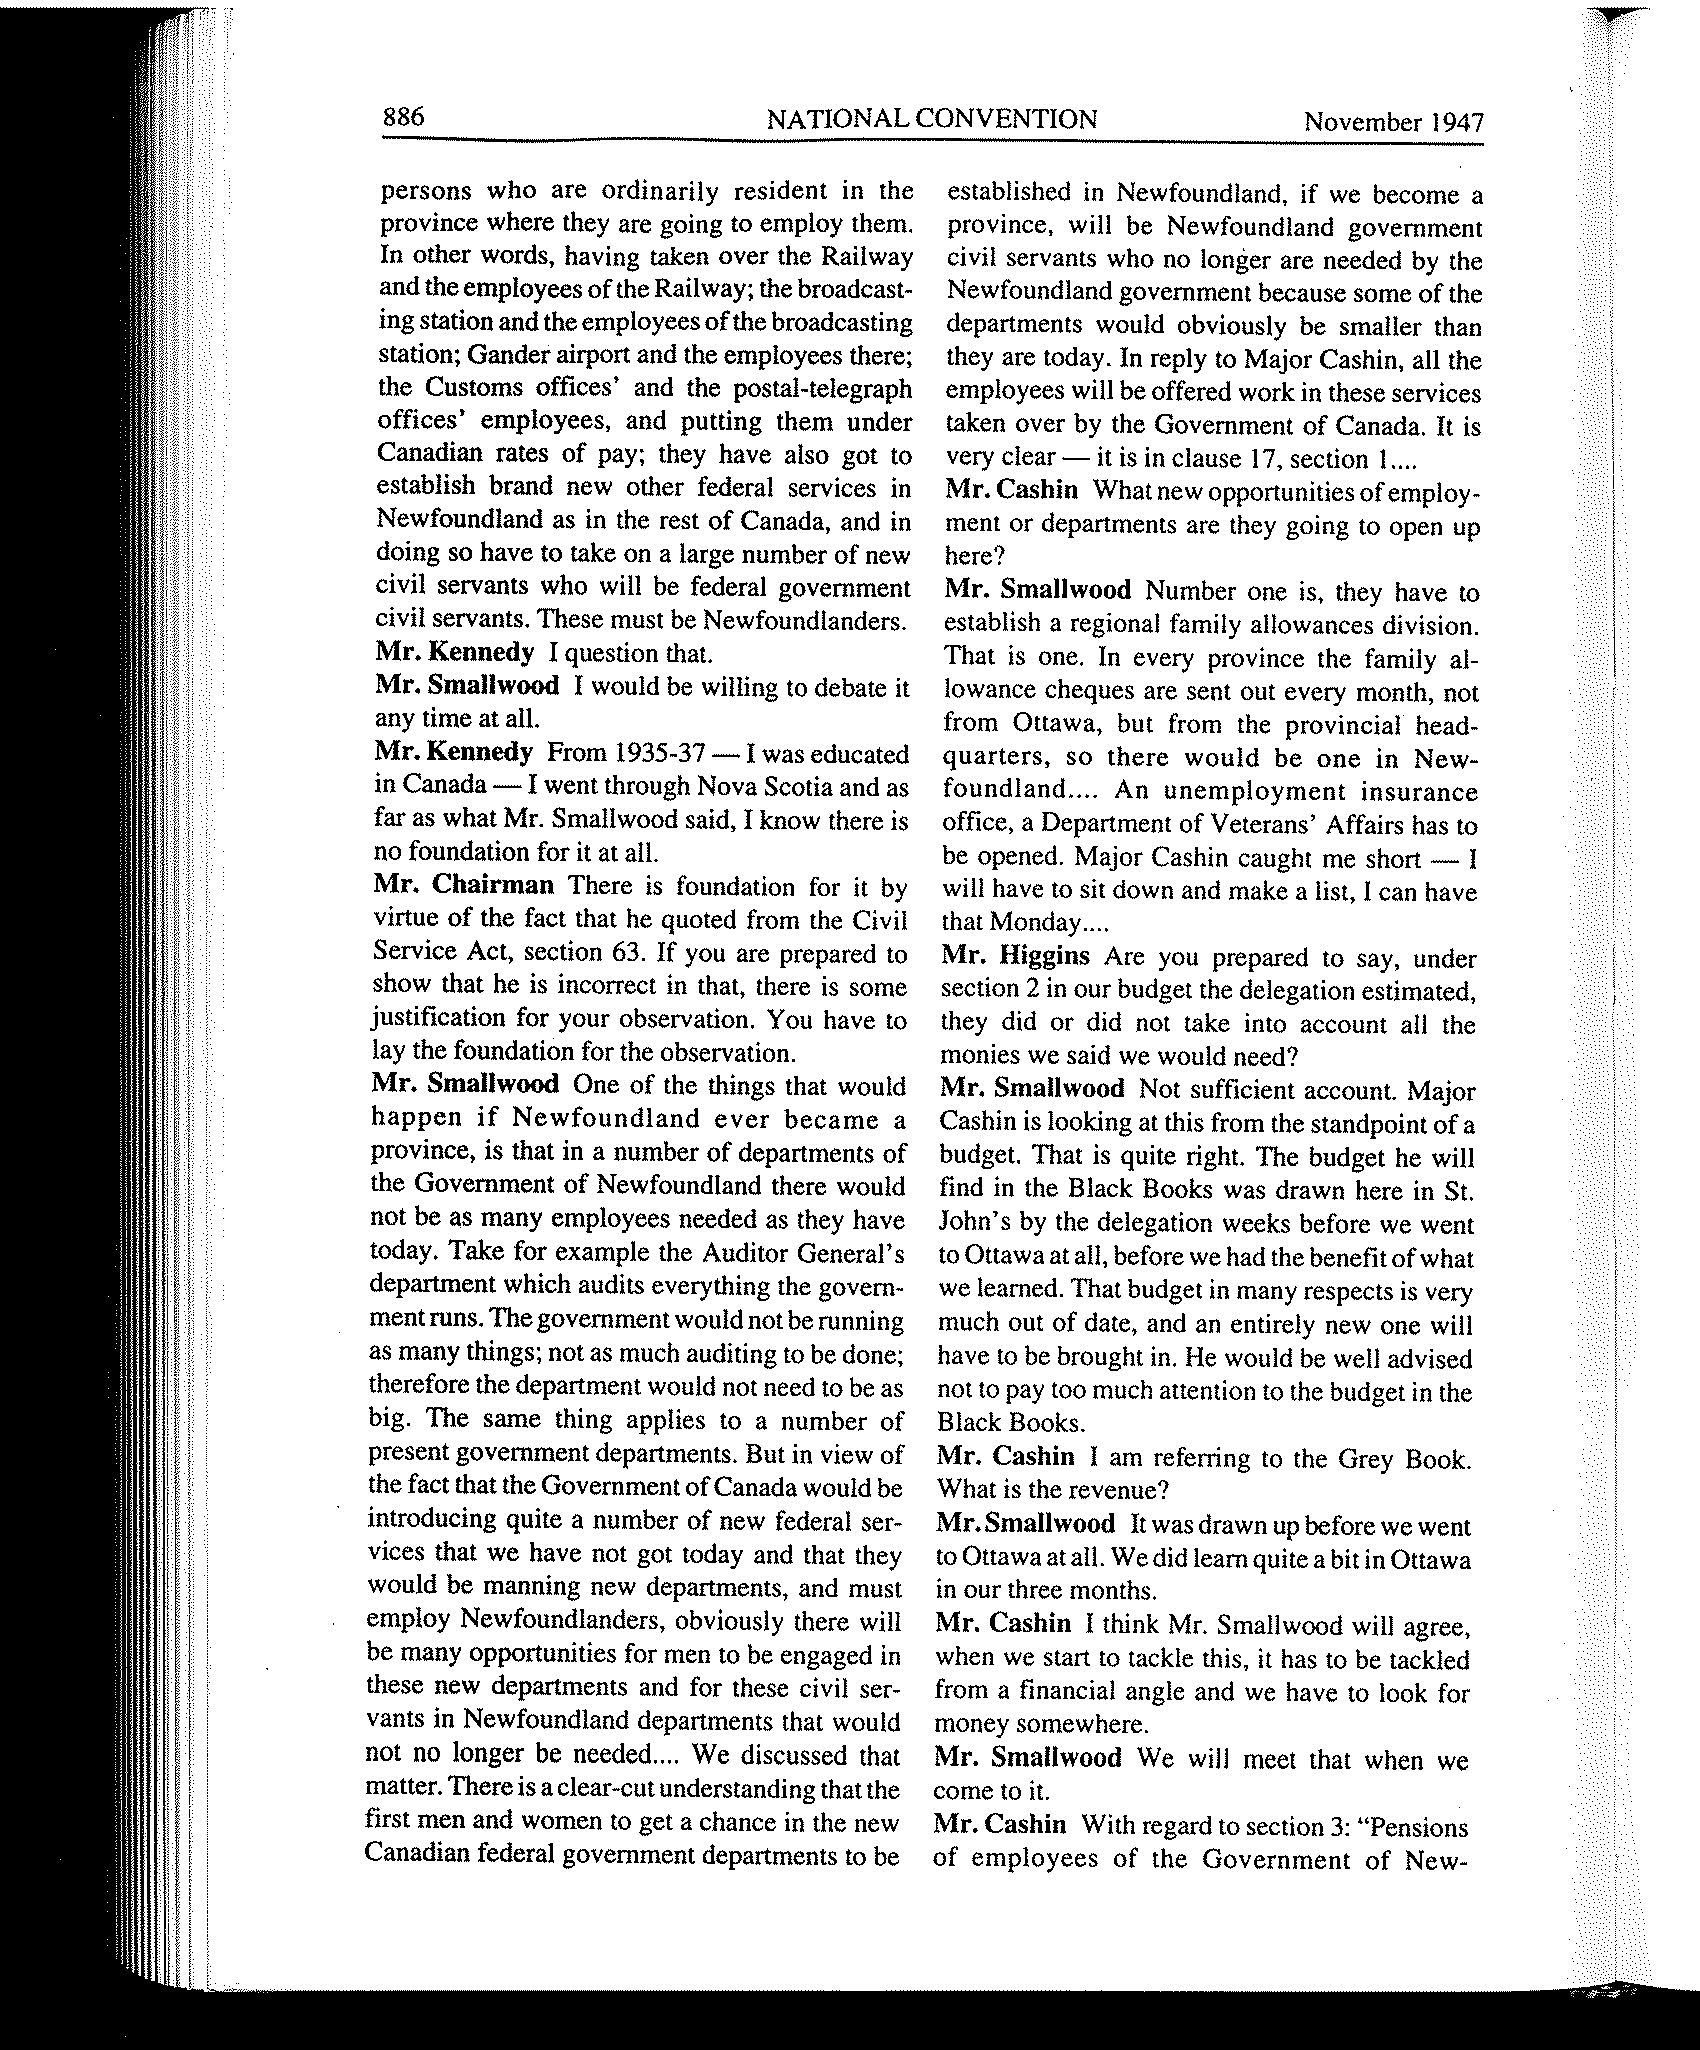 886 NATIONAL CONVENTION November 1947
persons who are ordinarily resident in the
province where they are going to employ them.
In other words, having taken over the Railway
and the employees of the Railway; the broadcast-
ing station and the employees of the broadcasting
station; Gander airport and the employees there;
the Customs offices' and the postal-telegraph
offices' employees, and putting them under
Canadian rates of pay; they have also got to
establish brand new other federal services in
Newfoundland as in the rest of Canada, and in
doing so have to take on a large number of new
civil servants who will be federal government
civil servants. These must be Newfoundlanders.
Mr. Kennedy I question that.
Mr. Smallwood I would be willing to debate it
any time at all.
Mr. Kennedy From 1935-37 — I was educated
in Canada — I went through Nova Scotia and as
far as what Mr. Smallwood said, I know there is
no foundation for it at all.
Mr. Chairman There is foundation for it by
virtue of the fact that he quoted from the Civil
Service Act, section 63. If you are prepared to
show that he is incorrect in that, there is some
justification for your observation. You have to
lay the foundation for the observation.
Mr. Smallwood One of the things that would
happen if Newfoundland ever became a
province, is that in a number of departments of
the Government of Newfoundland there would
not be as many employees needed as they have
today. Take for example the Auditor General's
department which audits everything the govern-
ment runs. The government would not be running
as many things; not as much auditing to be done;
therefore the department would not need to be as
big. The same thing applies to a number of
present government departments. But in view of
the fact that the Government of Canada would be
introducing quite a number of new federal ser-
vices that we have not got today and that they
would be manning new departments, and must
employ Newfoundlanders, obviously there will
be many opportunities for men to be engaged in
these new departments and for these civil ser-
vants in Newfoundland departments that would
not no longer be needed.... We discussed that
matter. There is a clear-cut understanding that the
first men and women to get a chance in the new
Canadian federal government departments to be
established in Newfoundland, if we become a
province, will be Newfoundland government
civil servants who no longer are needed by the
Newfoundland government because some of the
departments would obviously be smaller than
they are today. In reply to Major Cashin, all the
employees will be offered work in these services
taken over by the Government of Canada. It is
very clear — it is in clause 17, section 1....
Mr. Cashin What new opportunities of employ-
ment or departments are they going to open up
here?
Mr. Smallwood Number one is, they have to
establish a regional family allowances division.
That is one. In every province the family al-
lowance cheques are sent out every month, not
from Ottawa, but from the provincial head-
quarters, so there would be one in New-
foundland.... An unemployment insurance
office, a Department of Veterans' Affairs has to
be opened. Major Cashin caught me short — I
will have to sit down and make a list, I can have
that Monday....
Mr. Higgins Are you prepared to say, under
section 2 in our budget the delegation estimated,
they did or did not take into account all the
monies we said we would need?
Mr. Smallwood Not sufficient account. Major
Cashin is looking at this from the standpoint of a
budget. That is quite right. The budget he will
find in the Black Books was drawn here in St.
John's by the delegation weeks before we went
to Ottawa at all, before we had the benefit of what
we learned. That budget in many respects is very
much out of date, and an entirely new one will
have to be brought in. He would be well advised
not to pay too much attention to the budget in the
Black Books.
Mr. Cashin I am referring to the Grey Book.
What is the revenue?
Mr. Smallwood It was drawn up before we went
to Ottawa at all. We did learn quite a bit in Ottawa
in our three months.
Mr. Cashin I think Mr. Smallwood will agree,
when we start to tackle this, it has to be tackled
from a financial angle and we have to look for
money somewhere.
Mr. Smallwood We will meet that when we
come to it.
Mr. Cashin With regard to section 3: "Pensions
of employees of the Government of New-